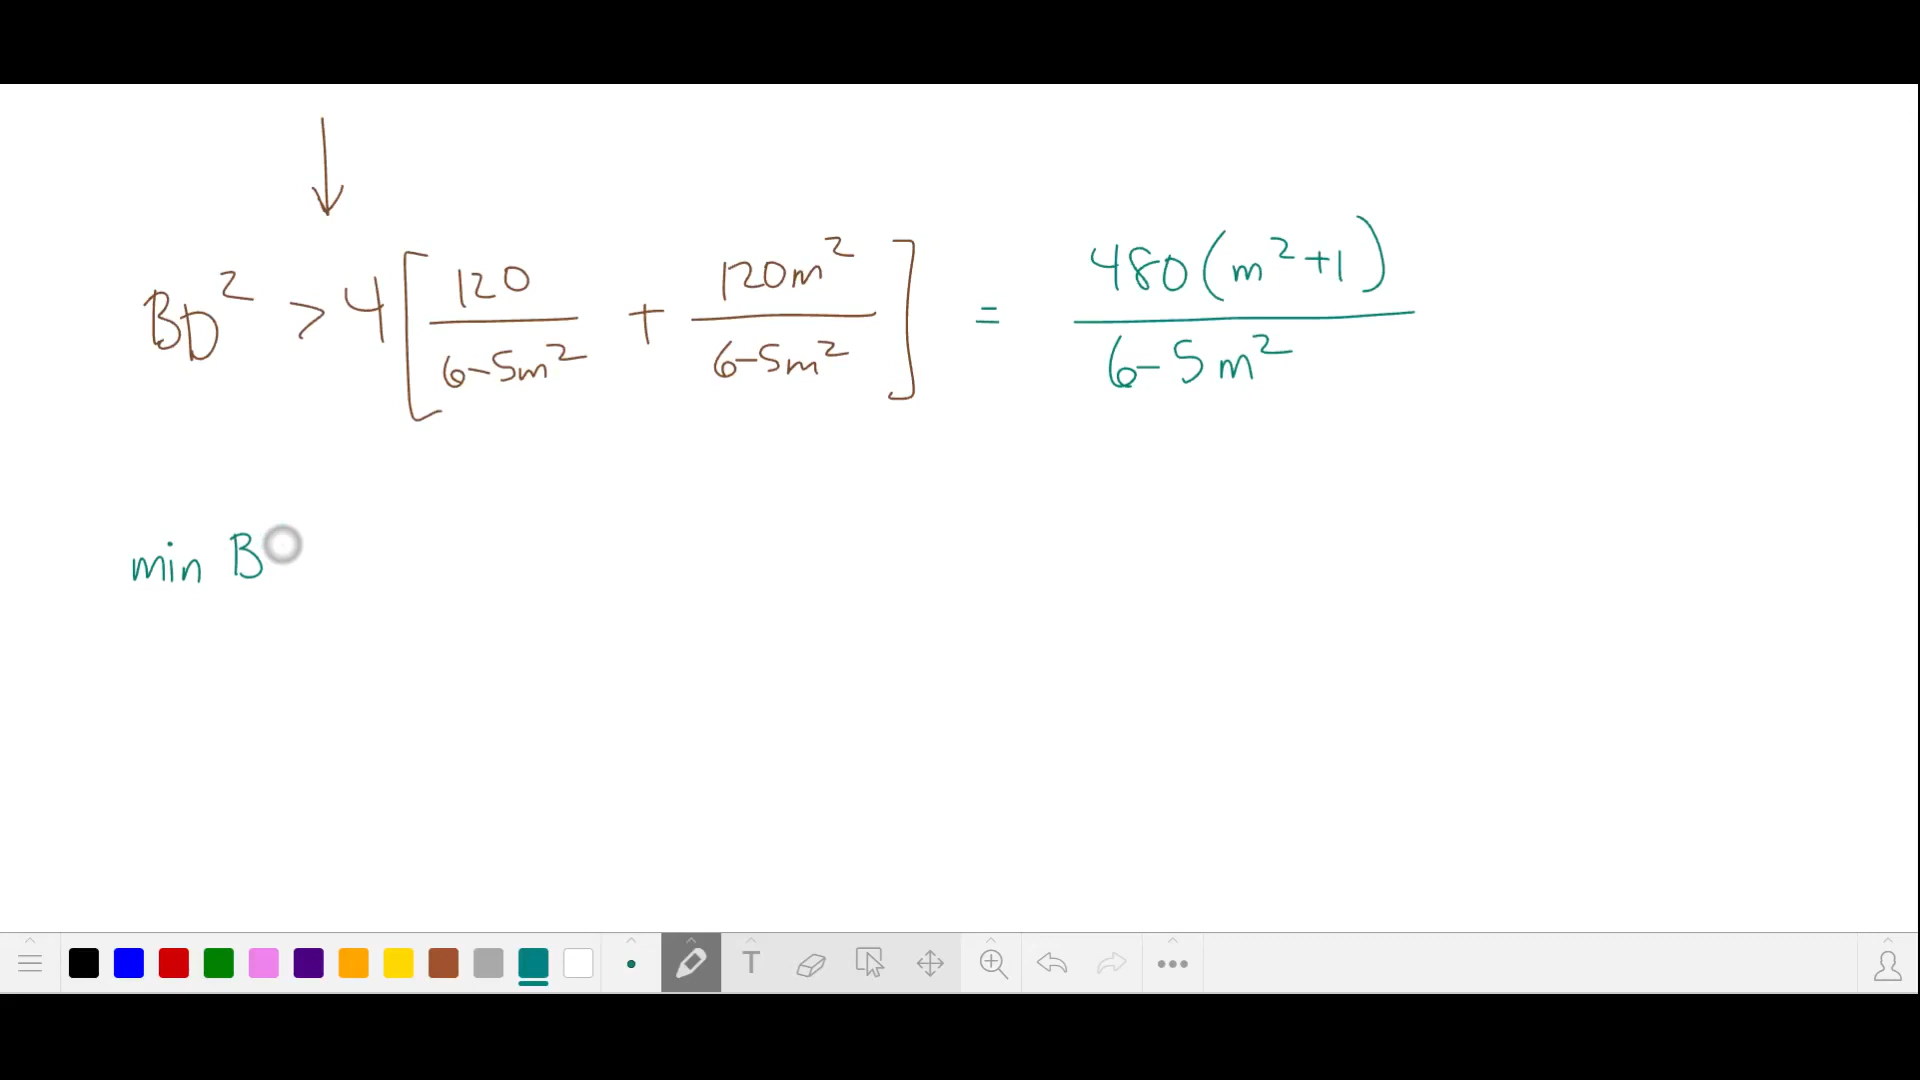 BD² > 4 [ 120/(6-5m²) + 120m²/(6-5m²) ] = 480(m²+1)/(6-5m²)
min B
T